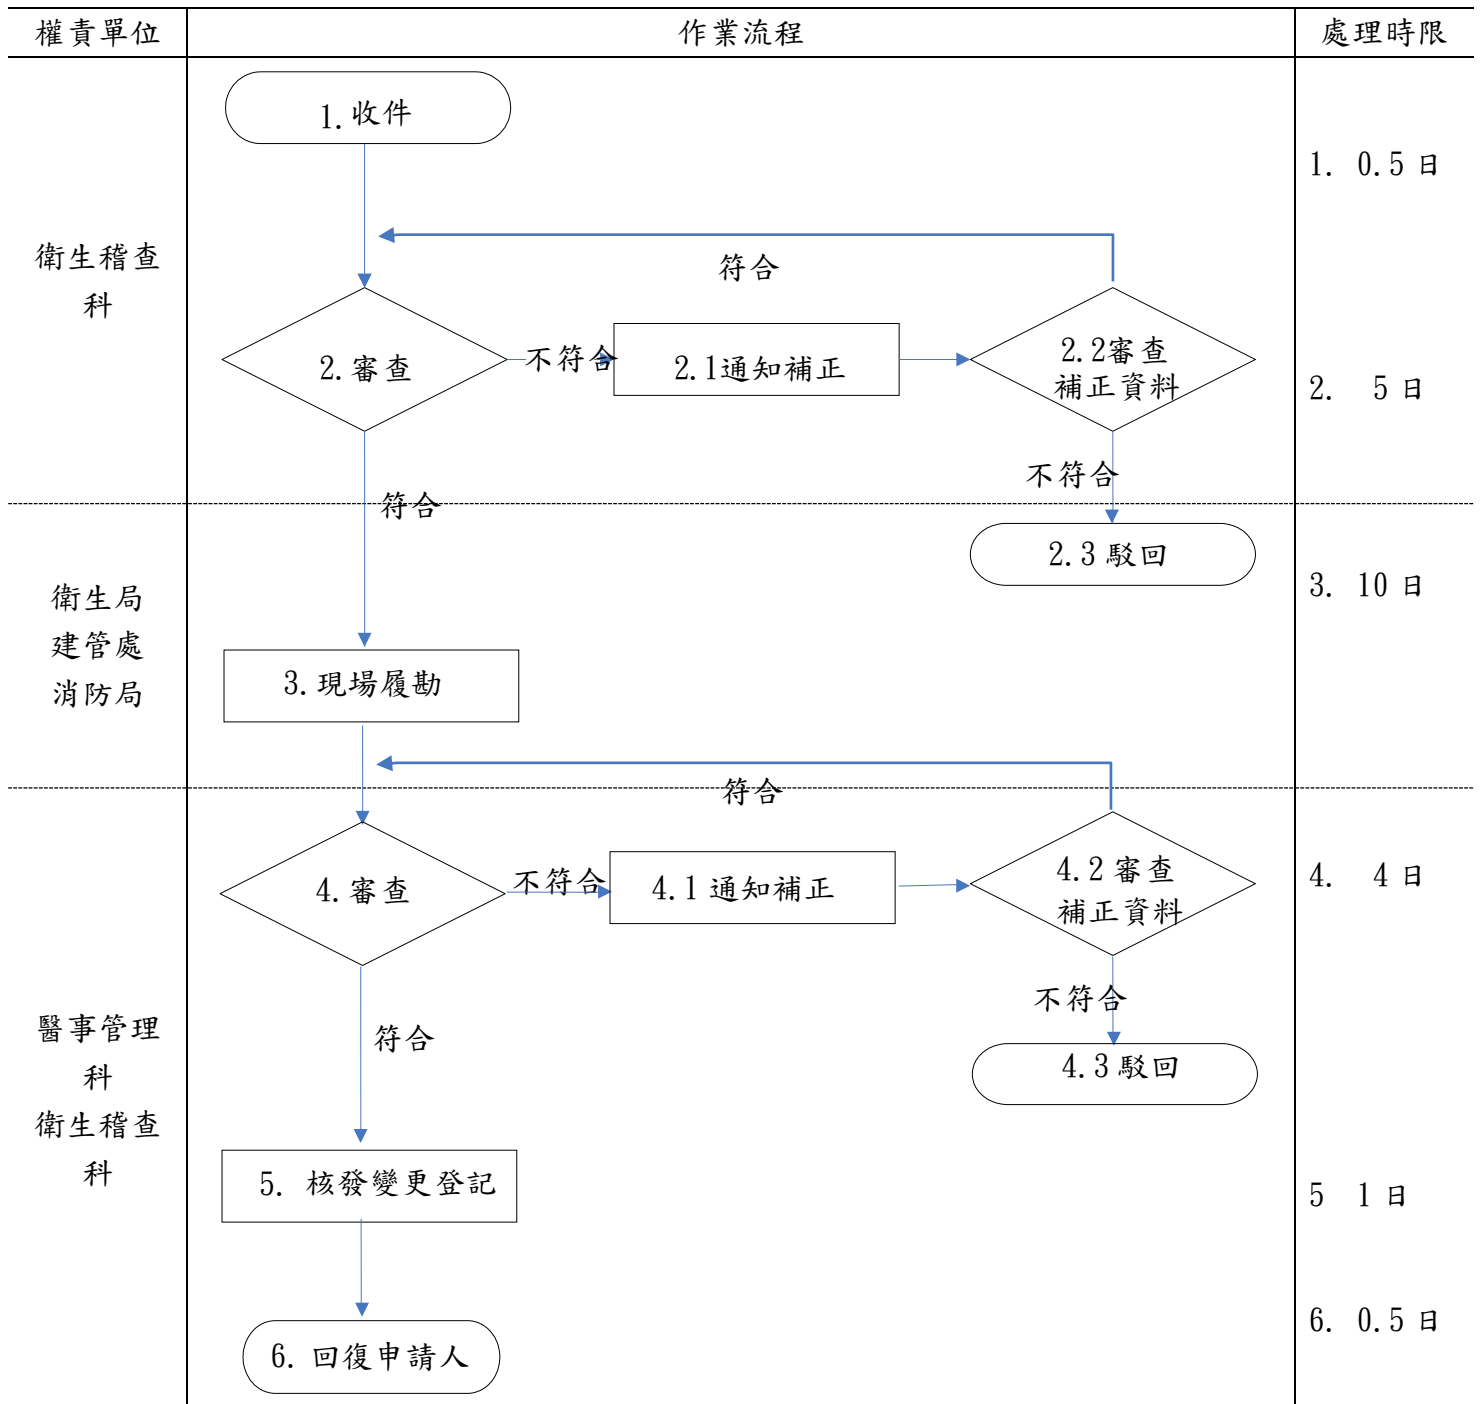 權責單位
作業流程
處理時限
1.收件
1. 0.5 日
衛生稽查
科
符合
2.審查
不符合
2.1通知補正
2.2審查
補正資料
2. 5 日
不符合
符合
2.3 駁回
衛生局
建管處
消防局
3. 10 日
3.現場履勘
符合
4.審查
不符合
4.1 通知補正
4.2 審查
補正資料
4. 4 日
不符合
符合
4.3 駁回
醫事管理
科
衛生稽查
科
5. 核發變更登記
5 1 日
6. 回復申請人
6. 0.5 日